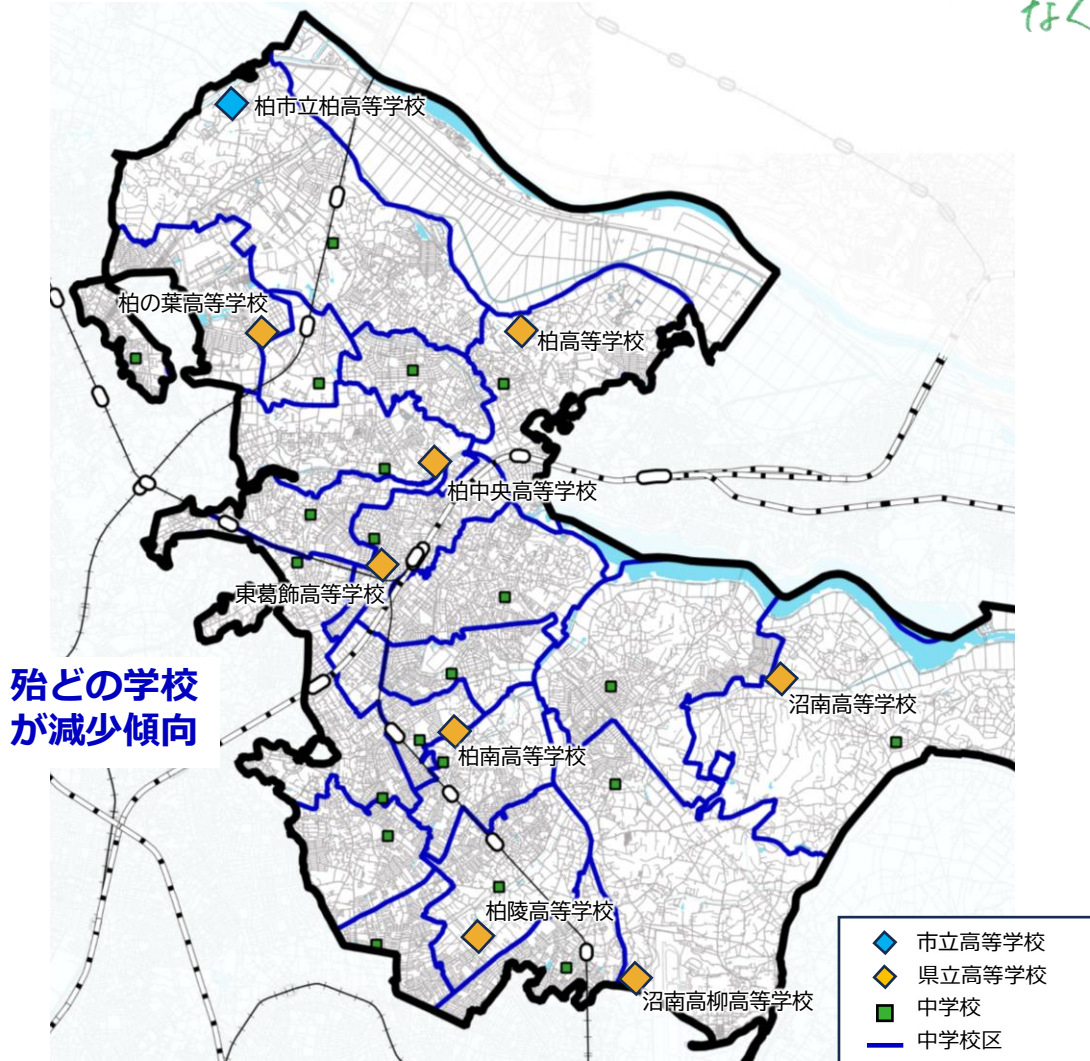 なく
柏市立柏高等学校
柏の葉高等学校
柏高等学校
柏中央高等学校
東葛飾高等学校
殆どの学校
が減少傾向
沼南高等学校
柏南高等学校
柏陵高等学校
沼南高柳高等学校
市立高等学校
県立高等学校
中学校
中学校区